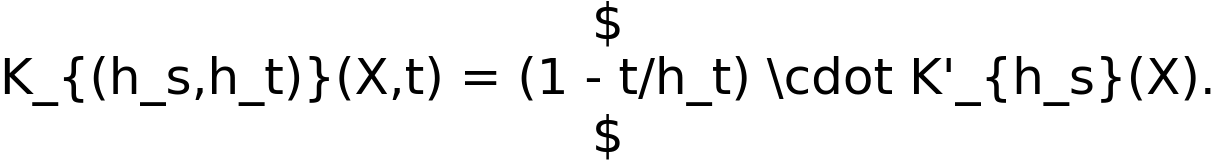 $
K_{(h_s,h_t)}(X,t) = (1 - t/h_t) \cdot K'_{h_s}(X).
$